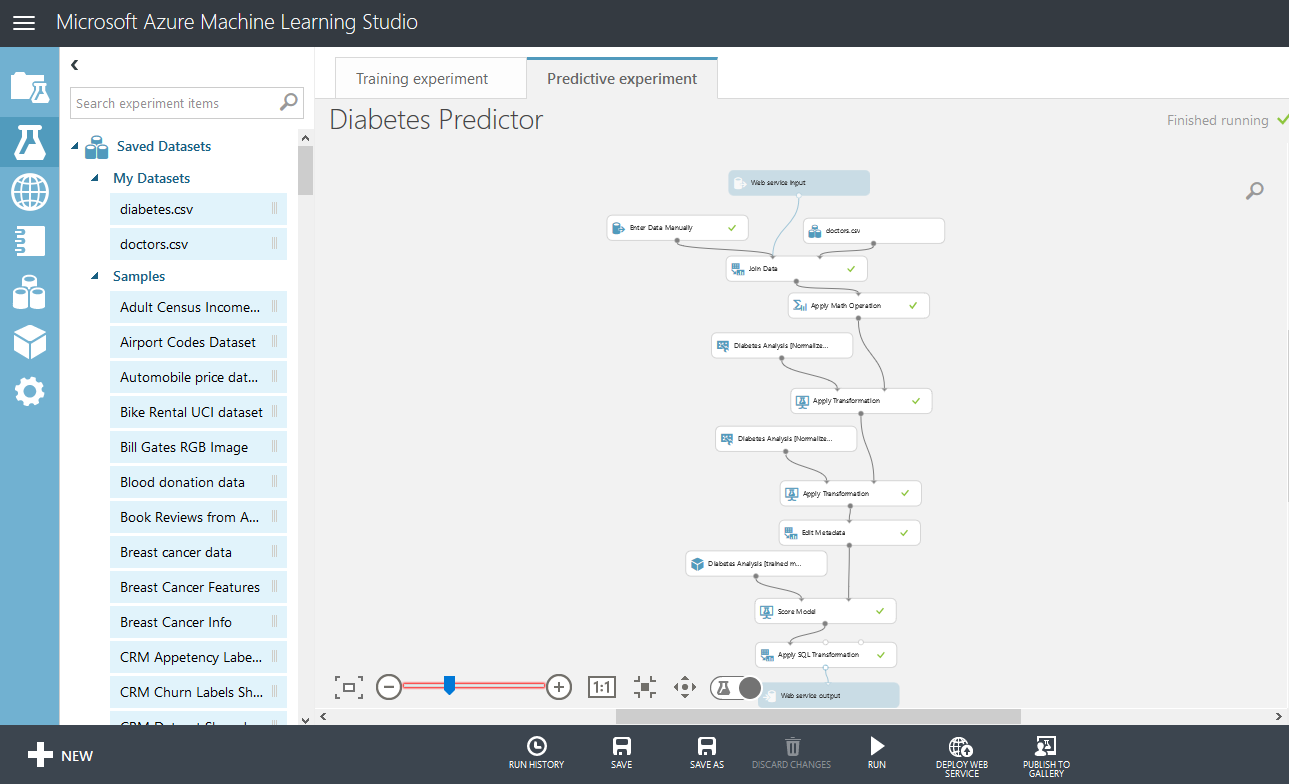 Microsoft Azure Machine Learning Studio
Training experiment
Predictive experiment
Search experiment items
Diabetes Predictor
Finished running
Saved Datasets
My Datasets
diabetes.csv
doctors.csv
Samples
Adult Census Income...
Airport Codes Dataset
Automobile price dat...
Bike Rental UCI dataset
Bill Gates RGB Image
Blood donation data
Book Reviews from A...
Breast cancer data
Breast Cancer Features
Breast Cancer Info
CRM Appetency Labe...
CRM Churn Labels Sh...
CRM Dataset Shared
Web service input
Enter Data Manually
doctors.csv
Join Data
Apply Math Operation
Diabetes Analysis [Normalize...
Apply Transformation
Diabetes Analysis [Normalize...
Apply Transformation
Edit Metadata
Diabetes Analysis [trained m...
Score Model
Apply SQL Transformation
Web service output
1:1
NEW
RUN HISTORY
SAVE
SAVE AS
DISCARD CHANGES
RUN
DEPLOY WEB
SERVICE
PUBLISH TO
GALLERY